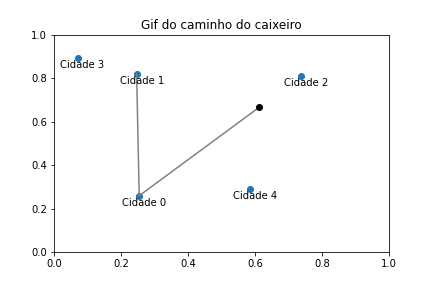 Gif do caminho do caixeiro
1.0
Cidade 3
0.8
Cidade 1
Cidade 2
0.6
0.4
Cidade 4
0.2
Cidade 0
0.0
0.0 0.2 0.4 0.6 0.8 1.0